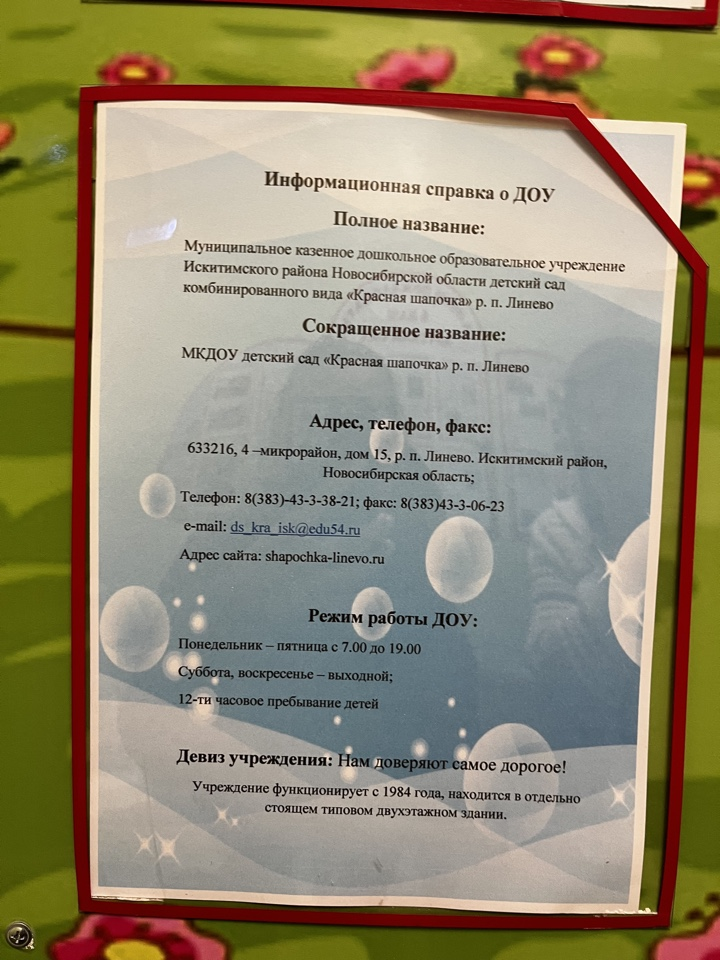 Информационная справка о ДОУ
Полное название:
Муниципальное казенное дошкольное образовательное учреждение
Искитимского района Новосибирской области детский сад
комбинированного вида «Красная шапочка» р. п. Линево
Сокращенное название:
МКДОУ детский сад «Красная шапочка» р. п. Линево
Адрес, телефон, факс:
633216, 4 –микрорайон, дом 15, р. п. Линево. Искитимский район,
Новосибирская область;
Телефон: 8(383)-43-3-38-21; факс: 8(383)43-3-06-23
e-mail: ds_kra_isk@edu54.ru
Адрес сайта: shapochka-linevo.ru
Режим работы ДОУ:
Понедельник – пятница с 7.00 до 19.00
Суббота, воскресенье – выходной;
12-ти часовое пребывание детей
Девиз учреждения: Нам доверяют самое дорогое!
Учреждение функционирует с 1984 года, находится в отдельно
стоящем типовом двухэтажном здании.